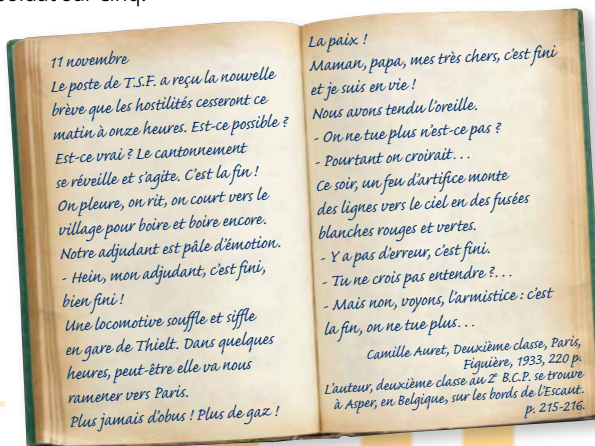 11 novembre
Le poste de T.S.F. a reçu la nouvelle
brève que les hostilités cesseront ce
matin à onze heures. Est-ce possible ?
Est-ce vrai ? Le cantonnement
se réveille et s'agite. C'est la fin !
On pleure, on rit, on court vers le
village pour boire et boire encore.
Notre adjudant est pâle d'émotion.
- Hein, mon adjudant, c'est fini,
bien fini !
Une locomotive souffle et siffle
en gare de Thielt. Dans quelques
heures, peut-être elle va nous
ramener vers Paris.
Plus jamais d'obus ! Plus de gaz !
La paix !
Maman, papa, mes très chers, c'est fini
et je suis en vie !
Nous avons tendu l'oreille.
- On ne tue plus n'est-ce pas ?
- Pourtant on croirait...
Ce soir, un feu d'artifice monte
des lignes vers le ciel en des fusées
blanches rouges et vertes.
- Y a pas d'erreur, c'est fini.
- Tu ne crois pas entendre ?...
- Mais non, voyons, l'armistice : c'est
la fin, on ne tue plus...
Camille Auret, Deuxième classe, Paris,
Figuière, 1933, 220 p.
L'auteur, deuxième classe au 2e B.C.P. se trouve
à Asper, en Belgique, sur les bords de l'Escaut.
p. 215-216.